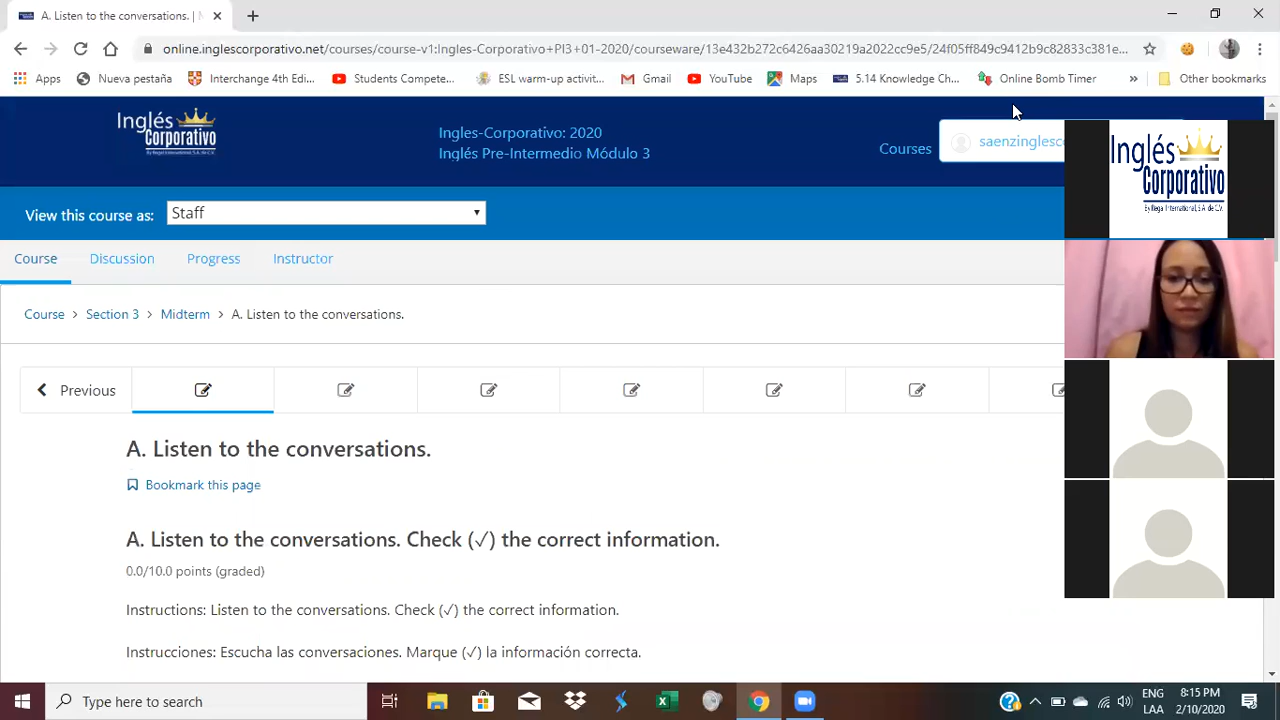 A. Listen to the conversations. |
online.inglescorporativo.net/courses/course-v1:Ingles-Corporativo+PI3+01-2020/courseware/13e432b272c6426aa30219a2022cc9e5/24f05ff849c9412b9c82833c381e...
Apps
Nueva pestaña
Interchange 4th Edi...
Students Compete...
ESL warm-up activit...
Gmail
YouTube
Maps
5.14 Knowledge Ch...
Online Bomb Timer
»
Other bookmarks
Inglés
Corporativo
Ingles-Corporativo: 2020
Inglés Pre-Intermedio Módulo 3
Courses
saenzinglesco
Inglés
Corporativo
By Rega International, S.A. de C.V.
View this course as:
Staff
Course
Discussion
Progress
Instructor
Course > Section 3 > Midterm > A. Listen to the conversations.
Previous
A. Listen to the conversations.
Bookmark this page
A. Listen to the conversations. Check (✓) the correct information.
0.0/10.0 points (graded)
Instructions: Listen to the conversations. Check (✓) the correct information.
Instrucciones: Escucha las conversaciones. Marque (✓) la información correcta.
Type here to search
ENG
LAA
8:15 PM
2/10/2020